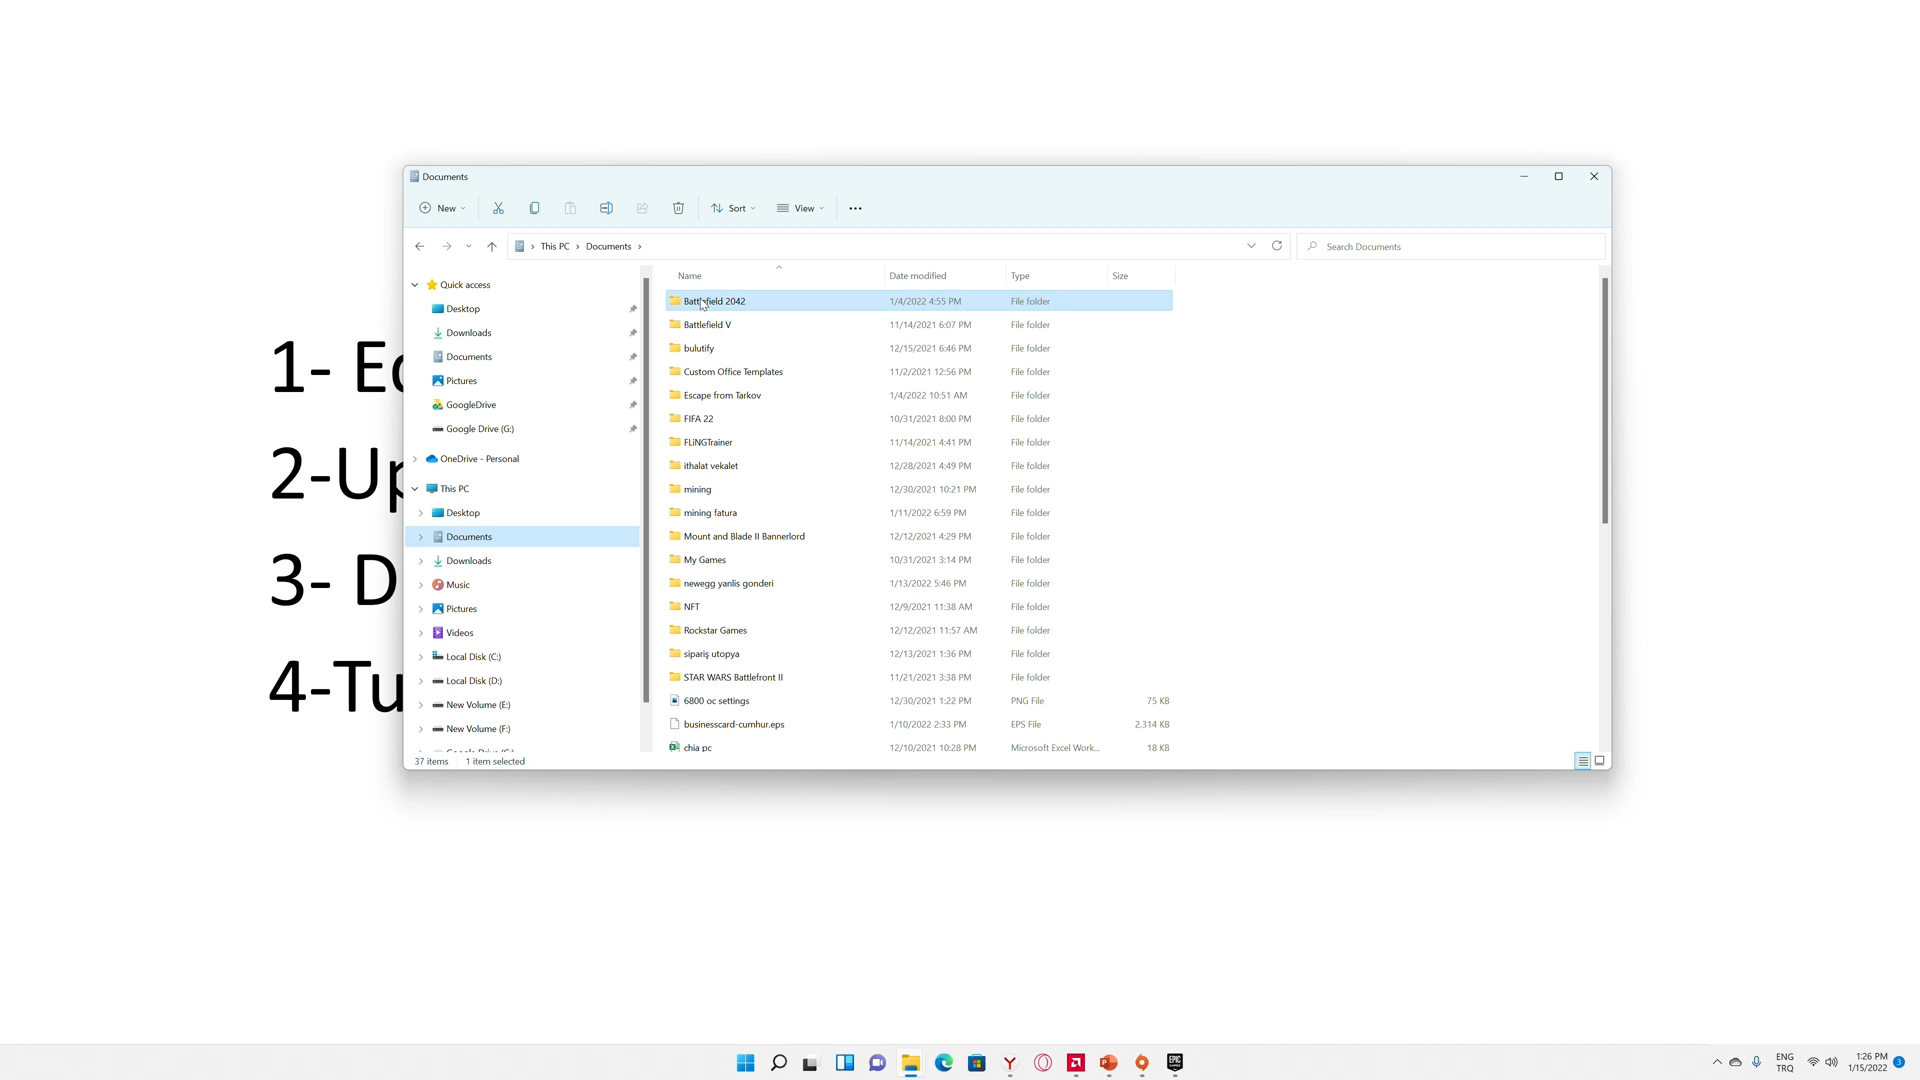 1- E
2-Up
3- D
4-Tu
Documents
New
Sort
View
This PC > Documents >
Search Documents
Quick access
Desktop
Downloads
Documents
Pictures
GoogleDrive
Google Drive (G:)
OneDrive - Personal
This PC
Desktop
Documents
Downloads
Music
Pictures
Videos
Local Disk (C:)
Local Disk (D:)
New Volume (E:)
New Volume (F:)
Name Date modified Type Size
Battlefield 2042 1/4/2022 4:55 PM File folder
Battlefield V 11/14/2021 6:07 PM File folder
bulutify 12/15/2021 6:46 PM File folder
Custom Office Templates 11/2/2021 12:56 PM File folder
Escape from Tarkov 1/4/2022 10:51 AM File folder
FIFA 22 10/31/2021 8:00 PM File folder
FLiNGTrainer 11/14/2021 4:41 PM File folder
ithalat vekalet 12/28/2021 4:49 PM File folder
mining 12/30/2021 10:21 PM File folder
mining fatura 1/11/2022 6:59 PM File folder
Mount and Blade II Bannerlord 12/12/2021 4:29 PM File folder
My Games 10/31/2021 3:14 PM File folder
newegg yanlis gonderi 1/13/2022 5:46 PM File folder
NFT 12/9/2021 11:38 AM File folder
Rockstar Games 12/12/2021 11:57 AM File folder
sipariş utopya 12/13/2021 1:36 PM File folder
STAR WARS Battlefront II 11/21/2021 3:38 PM File folder
6800 oc settings 12/30/2021 1:22 PM PNG File 75 KB
businesscard-cumhur.eps 1/10/2022 2:33 PM EPS File 2,314 KB
chia pc 12/10/2021 10:28 PM Microsoft Excel Work... 18 KB
37 items 1 item selected
EPIC
GAMES
ENG
TRQ
1:26 PM
1/15/2022
3